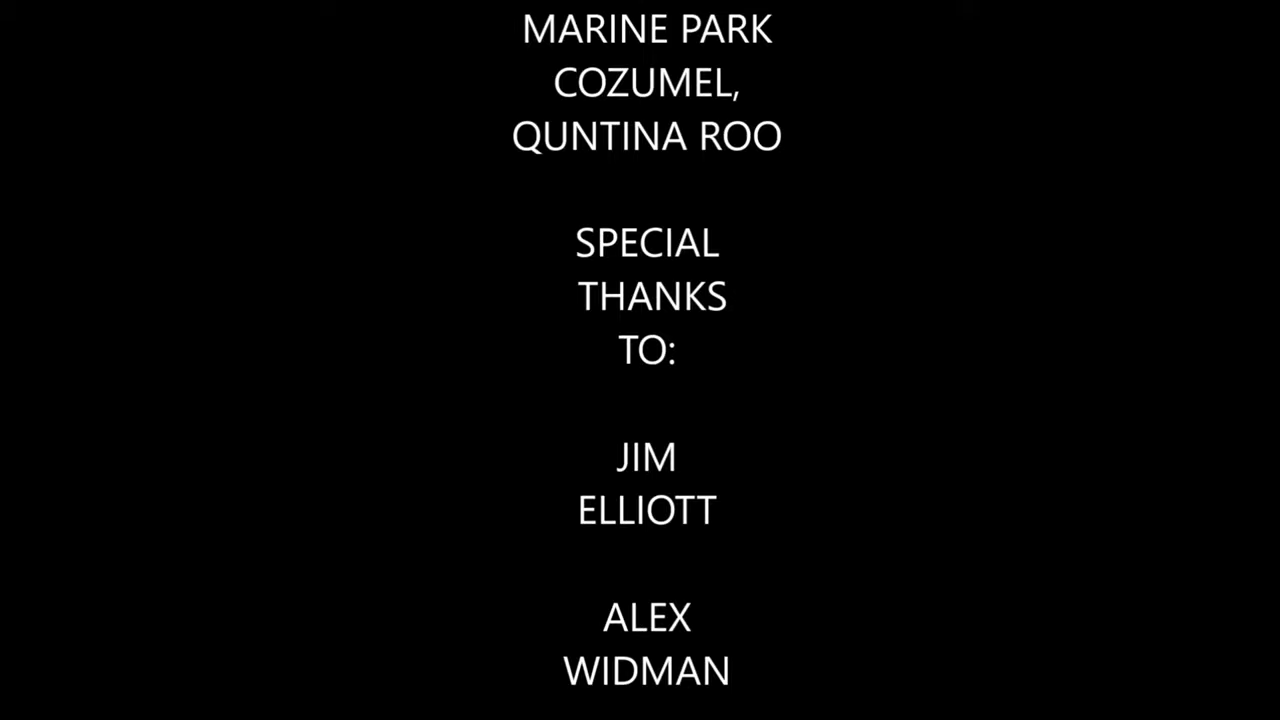 MARINE PARK
COZUMEL,
QUNTINA ROO
SPECIAL
THANKS
TO:
JIM
ELLIOTT
ALEX
WIDMAN